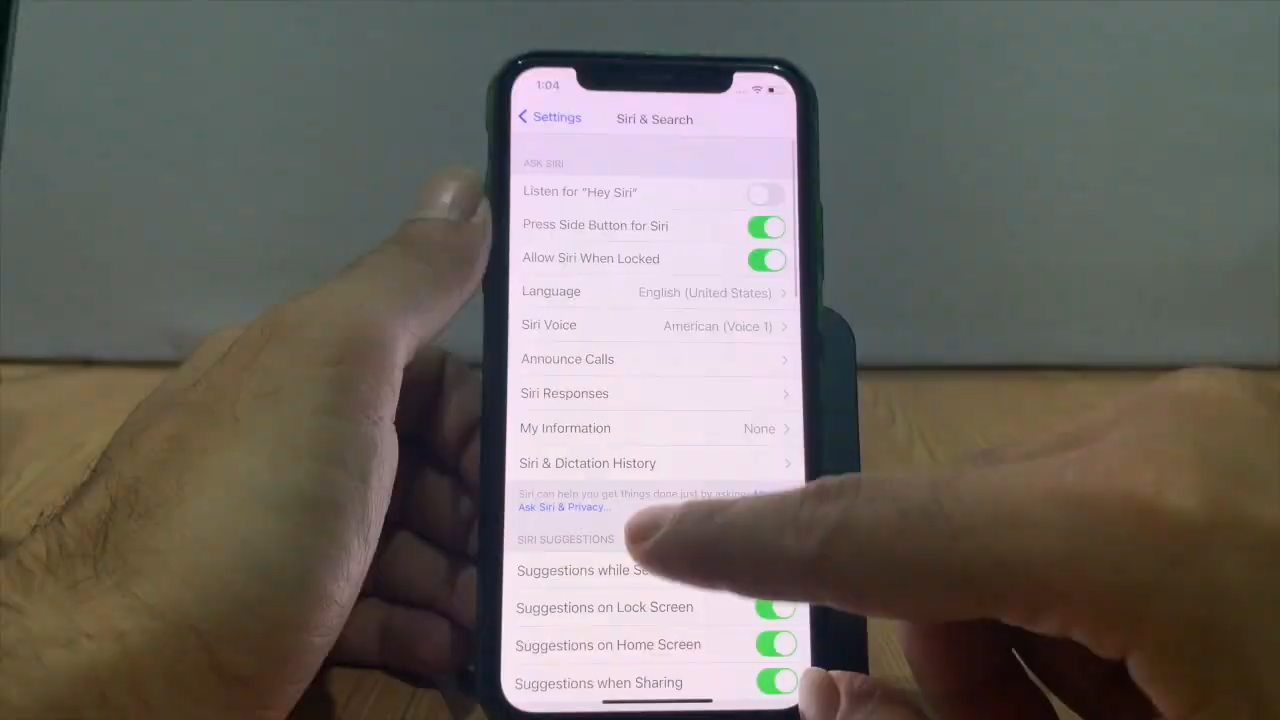 1:04
Settings
Siri & Search
ASK SIRI
Listen for "Hey Siri"
Press Side Button for Siri
Allow Siri When Locked
Language English (United States)
Siri Voice American (Voice 1)
Announce Calls
Siri Responses
My Information None
Siri & Dictation History
Siri can help you get things done just by asking.
Ask Siri & Privacy...
SIRI SUGGESTIONS
Suggestions while
Suggestions on Lock Screen
Suggestions on Home Screen
Suggestions when Sharing